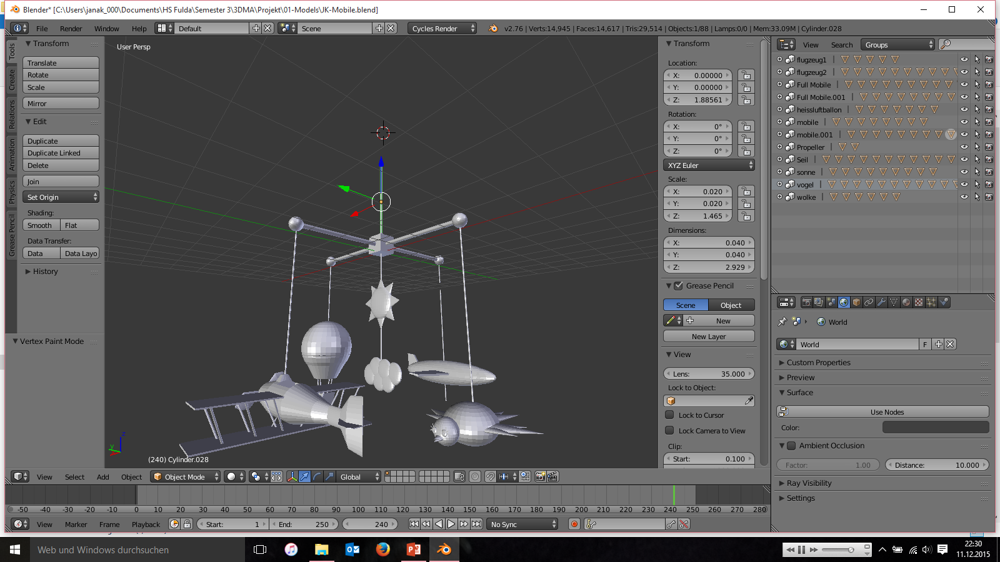 Blender* [C:\Users\janak_000\Documents\HS Fulda\Semester 3\3DMA\Projekt\01-Models\JK-Mobile.blend]
File Render Window Help Default Scene Cycles Render v2.76 | Verts:14,945 | Faces:14,617 | Tris:29,514 | Objects:1/88 | Lamps:0/0 | Mem:33.09M | Cylinder.028
Tools
Create
Relations
Animation
Physics
Grease Pencil
Transform
Translate
Rotate
Scale
Mirror
Edit
Duplicate
Duplicate Linked
Delete
Join
Set Origin
Shading:
Smooth Flat
Data Transfer:
Data Data Layo
History
Vertex Paint Mode
User Persp
z
y
(240) Cylinder.028
Transform
Location:
X: 0.00000
Y: 0.00000
Z: 1.88561
Rotation:
X: 0°
Y: 0°
Z: 0°
XYZ Euler
Scale:
X: 0.020
Y: 0.020
Z: 1.465
Dimensions:
X: 0.040
Y: 0.040
Z: 2.929
Grease Pencil
Scene Object
New
New Layer
View
Lens: 35.000
Lock to Object:
Lock to Cursor
Lock Camera to View
Clip:
Start: 0.100
View Search Groups
flugzeug1
flugzeug2
Full Mobile
Full Mobile.001
heissluftballon
mobile
mobile.001
Propeller
Seil
sonne
vogel
wolke
World
World F
Custom Properties
Preview
Surface
Use Nodes
Color:
Ambient Occlusion
Factor: 1.00 Distance: 10.000
Ray Visibility
Settings
View Select Add Object Object Mode Global
-50 -40 -30 -20 -10 0 10 20 30 40 50 60 70 80 90 100 110 120 130 140 150 160 170 180 190 200 210 220 230 240 250 260 270 280
View Marker Frame Playback Start: 1 End: 250 240 No Sync
Web und Windows durchsuchen
22:30
11.12.2015